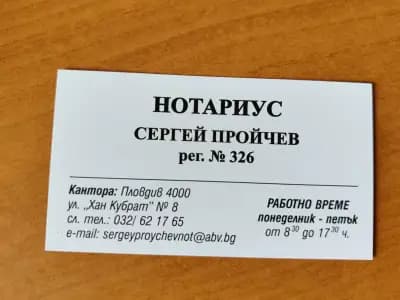 НОТАРИУС
СЕРГЕЙ ПРОЙЧЕВ
рег. № 326
Кантора: Пловдив 4000
ул. „Хан Кубрат" № 8
сл. тел.: 032/ 62 17 65
e-mail: sergeyproychevnot@abv.bg
РАБОТНО ВРЕМЕ
понеделник - петък
от 8³⁰ до 17³⁰ ч.